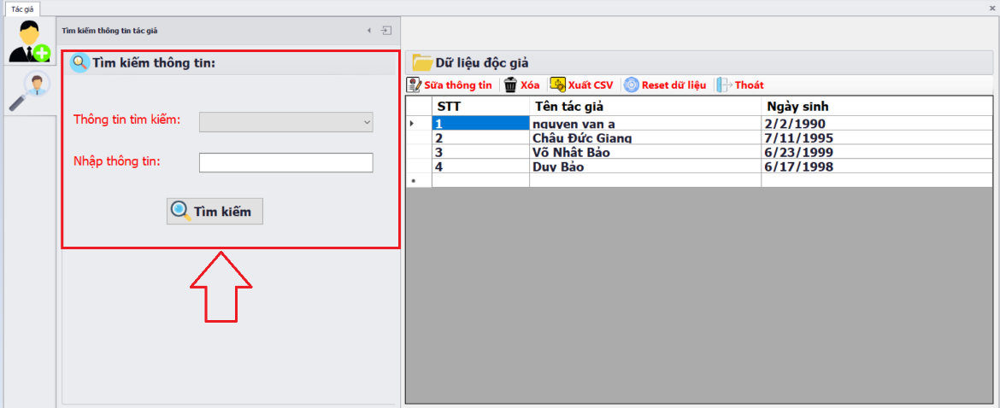 Tác giả
Tìm kiếm thông tin tác giả
Tìm kiếm thông tin:
Thông tin tìm kiếm:
Nhập thông tin:
Tìm kiếm
Dữ liệu độc giả
Sửa thông tin Xóa Xuất CSV Reset dữ liệu Thoát
STT Tên tác giả Ngày sinh
1 nguyen van a 2/2/1990
2 Châu Đức Giang 7/11/1995
3 Võ Nhât Bảo 6/23/1999
4 Duy Bảo 6/17/1998